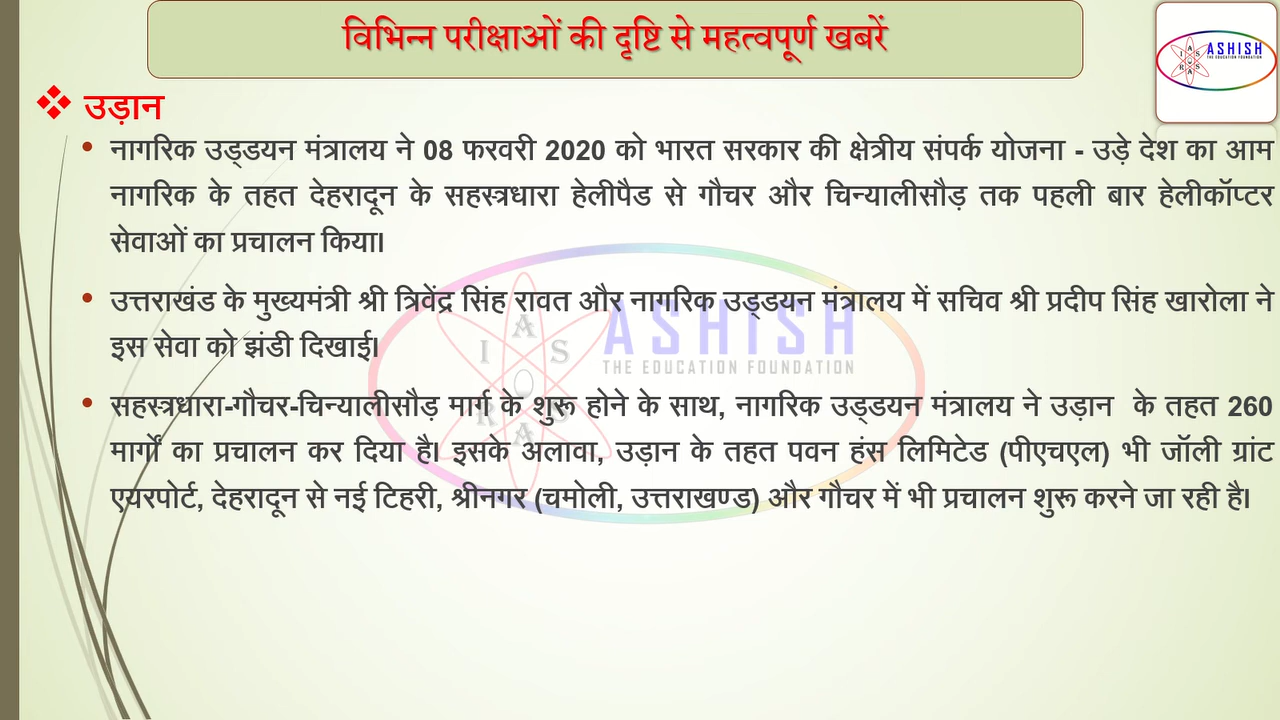 विभिन्न परीक्षाओं की दृष्टि से महत्वपूर्ण खबरें
ASHISH
THE EDUCATION FOUNDATION
उड़ान
नागरिक उड्डयन मंत्रालय ने 08 फरवरी 2020 को भारत सरकार की क्षेत्रीय संपर्क योजना - उड़े देश का आम
नागरिक के तहत देहरादून के सहस्त्रधारा हेलीपैड से गौचर और चिन्यालीसौड़ तक पहली बार हेलीकॉप्टर
सेवाओं का प्रचालन किया।
उत्तराखंड के मुख्यमंत्री श्री त्रिवेंद्र सिंह रावत और नागरिक उड्डयन मंत्रालय में सचिव श्री प्रदीप सिंह खारोला ने
इस सेवा को झंडी दिखाई।
सहस्त्रधारा-गौचर-चिन्यालीसौड़ मार्ग के शुरू होने के साथ, नागरिक उड्डयन मंत्रालय ने उड़ान के तहत 260
मार्गों का प्रचालन कर दिया है। इसके अलावा, उड़ान के तहत पवन हंस लिमिटेड (पीएचएल) भी जॉली ग्रांट
एयरपोर्ट, देहरादून से नई टिहरी, श्रीनगर (चमोली, उत्तराखण्ड) और गौचर में भी प्रचालन शुरू करने जा रही है।
ASHISH
THE EDUCATION FOUNDATION